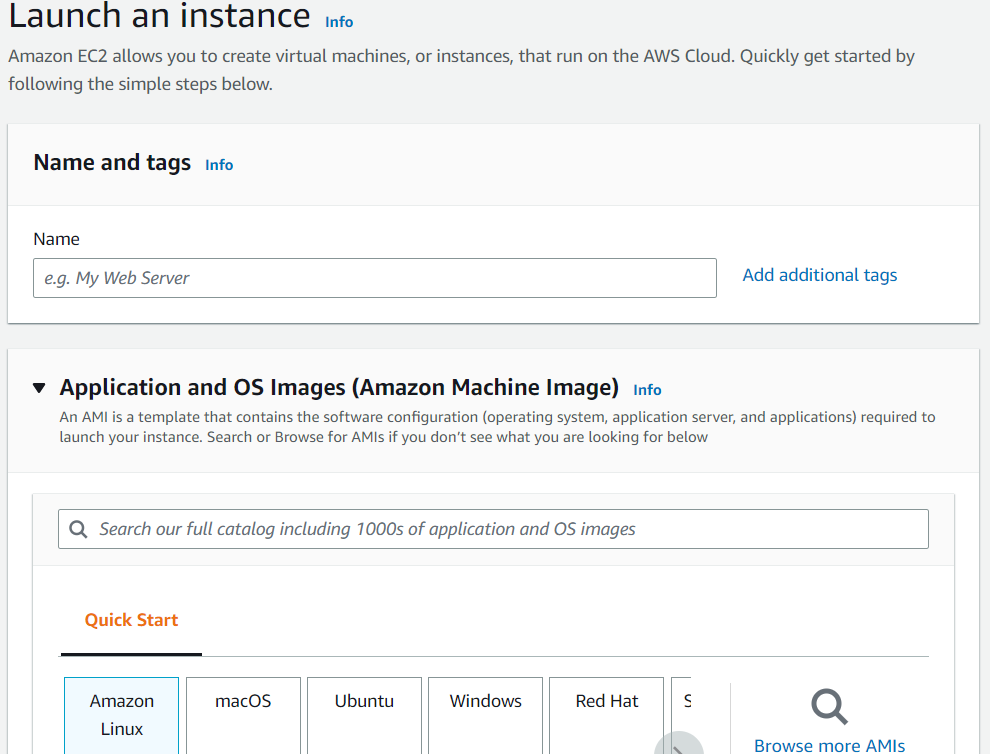 Launch an instance Info
Amazon EC2 allows you to create virtual machines, or instances, that run on the AWS Cloud. Quickly get started by
following the simple steps below.
Name and tags Info
Name
e.g. My Web Server
Add additional tags
Application and OS Images (Amazon Machine Image) Info
An AMI is a template that contains the software configuration (operating system, application server, and applications) required to
launch your instance. Search or Browse for AMIs if you don’t see what you are looking for below
Search our full catalog including 1000s of application and OS images
Quick Start
Amazon
Linux
macOS
Ubuntu
Windows
Red Hat
Browse more AMIs